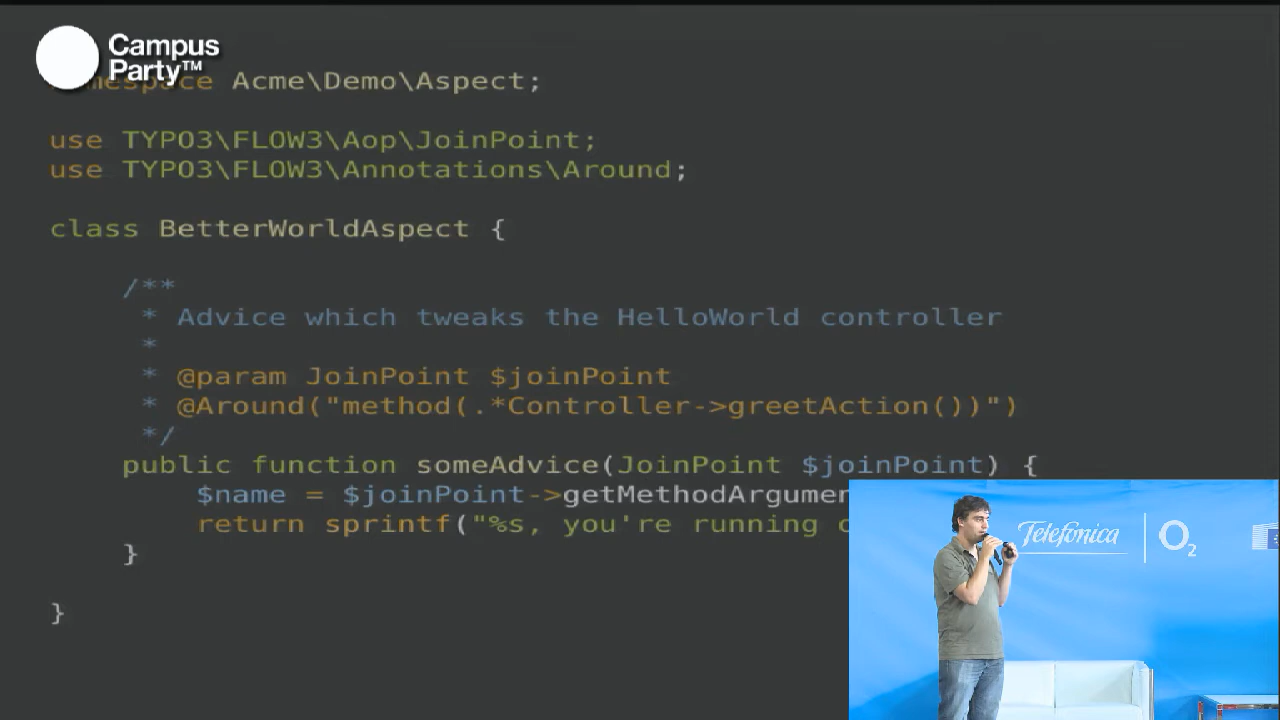 Campus
Party™
namespace Acme\Demo\Aspect;
use TYPO3\FLOW3\Aop\JoinPoint;
use TYPO3\FLOW3\Annotations\Around;
class BetterWorldAspect {
/**
* Advice which tweaks the HelloWorld controller
*
* @param JoinPoint $joinPoint
* @Around("method(.*Controller->greetAction())")
*/
public function someAdvice(JoinPoint $joinPoint) {
$name = $joinPoint->getMethodArgumen
return sprintf("%s, you're running
}
}
Telefónica
O2